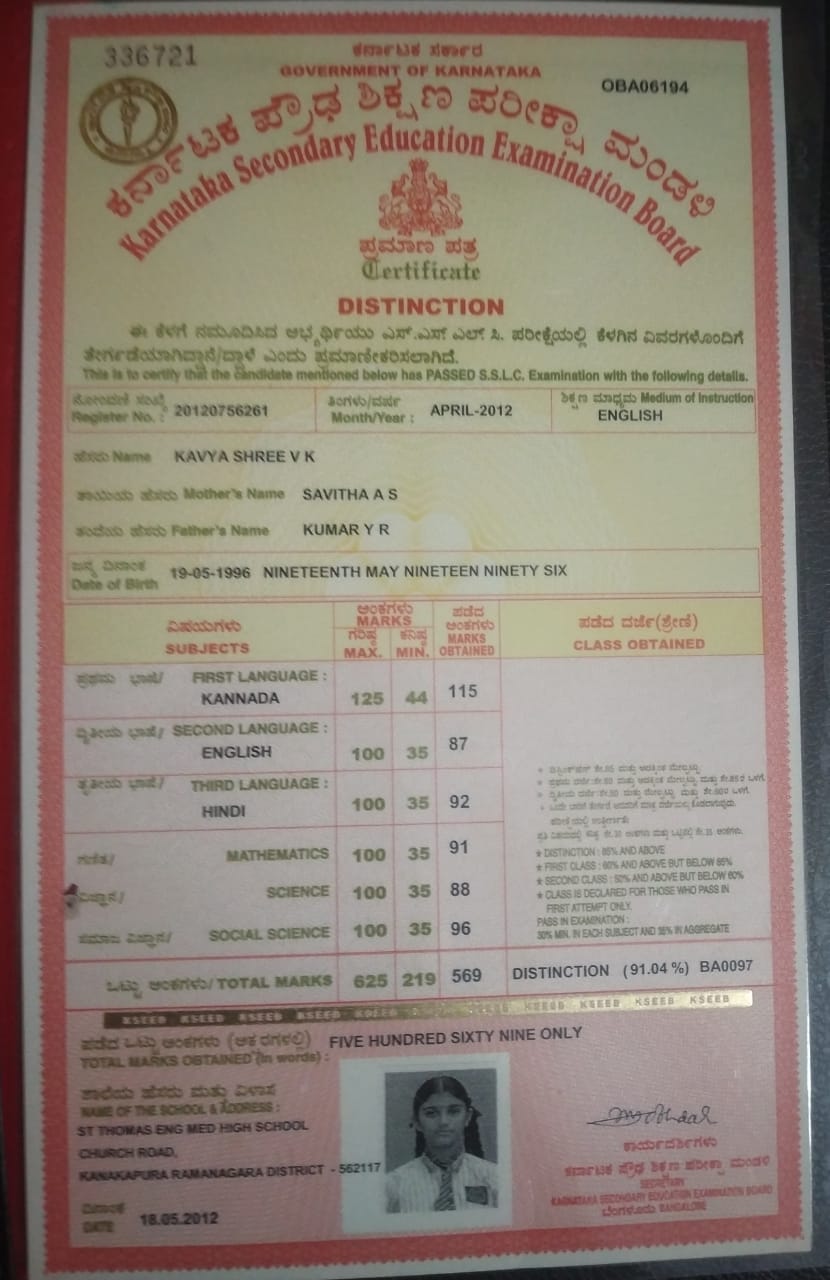 336721
ಕರ್ನಾಟಕ ಸರ್ಕಾರ
GOVERNMENT OF KARNATAKA
OBA06194
ಕರ್ನಾಟಕ ಪ್ರೌಢ ಶಿಕ್ಷಣ ಪರೀಕ್ಷಾ ಮಂಡಳಿ
Karnataka Secondary Education Examination Board
ಪ್ರಮಾಣ ಪತ್ರ
Certificate
DISTINCTION
ಈ ಕೆಳಗೆ ನಮೂದಿಸಿದ ಅಭ್ಯರ್ಥಿಯು ಎಸ್.ಎಸ್ ಎಲ್ ಸಿ. ಪರೀಕ್ಷೆಯಲ್ಲಿ ಕೆಳಗಿನ ವಿವರಗಳೊಂದಿಗೆ
ತೇರ್ಗಡೆಯಾಗಿದ್ದಾನೆ/ದ್ದಾಳೆ ಎಂದು ಪ್ರಮಾಣೀಕರಿಸಲಾಗಿದೆ.
This is to certify that the candidate mentioned below has PASSED S.S.L.C. Examination with the following details.
ನೋಂದಣಿ ಸಂಖ್ಯೆ ತಿಂಗಳು/ವರ್ಷ ಶಿಕ್ಷಣ ಮಾಧ್ಯಮ Medium of Instruction
Register No. : 20120756261 Month/Year : APRIL-2012 ENGLISH
ಹೆಸರು Name KAVYA SHREE V K
ತಾಯಿಯ ಹೆಸರು Mother's Name SAVITHA A S
ತಂದೆಯ ಹೆಸರು Father's Name KUMAR Y R
ಜನ್ಮ ದಿನಾಂಕ
Date of Birth 19-05-1996 NINETEENTH MAY NINETEEN NINETY SIX
ವಿಷಯಗಳು ಅಂಕಗಳು ಪಡೆದ ಅಂಕಗಳು ಪಡೆದ ದರ್ಜೆ(ಶ್ರೇಣಿ)
SUBJECTS MARKS ಗರಿಷ್ಠ MAX. ಕನಿಷ್ಠ MIN. MARKS OBTAINED CLASS OBTAINED
ಪ್ರಥಮ ಭಾಷೆ/ FIRST LANGUAGE :
KANNADA 125 44 115
ದ್ವಿತೀಯ ಭಾಷೆ/ SECOND LANGUAGE :
ENGLISH 100 35 87
ತೃತೀಯ ಭಾಷೆ/ THIRD LANGUAGE :
HINDI 100 35 92
ಗಣಿತ/ MATHEMATICS 100 35 91
ವಿಜ್ಞಾನ/ SCIENCE 100 35 88
ಸಮಾಜ ವಿಜ್ಞಾನ/ SOCIAL SCIENCE 100 35 96
★ DISTINCTION : 85% AND ABOVE
★ FIRST CLASS : 60% AND ABOVE BUT BELOW 85%
★ SECOND CLASS : 50% AND ABOVE BUT BELOW 60%
★ CLASS IS DECLARED FOR THOSE WHO PASS IN
FIRST ATTEMPT ONLY.
PASS IN EXAMINATION :
30% MIN. IN EACH SUBJECT AND 35% IN AGGREGATE
ಒಟ್ಟು ಅಂಕಗಳು/ TOTAL MARKS 625 219 569 DISTINCTION (91.04 %) BA0097
KSEEB KSEEB KSEEB KSEEB KSEEB KSEEB KSEEB KSEEB KSEEB KSEEB KSEEB
ಪಡೆದ ಒಟ್ಟು ಅಂಕಗಳು (ಅಕ್ಷರಗಳಲ್ಲಿ) FIVE HUNDRED SIXTY NINE ONLY
TOTAL MARKS OBTAINED (in words) :
ಶಾಲೆಯ ಹೆಸರು ಮತ್ತು ವಿಳಾಸ
NAME OF THE SCHOOL & ADDRESS :
ST THOMAS ENG MED HIGH SCHOOL
CHURCH ROAD,
KANAKAPURA RAMANAGARA DISTRICT - 562117
ದಿನಾಂಕ
DATE 18.05.2012
ಕಾರ್ಯದರ್ಶಿಗಳು
ಕರ್ನಾಟಕ ಪ್ರೌಢ ಶಿಕ್ಷಣ ಪರೀಕ್ಷಾ ಮಂಡಳಿ
SECRETARY
KARNATAKA SECONDARY EDUCATION EXAMINATION BOARD
ಬೆಂಗಳೂರು BANGALORE